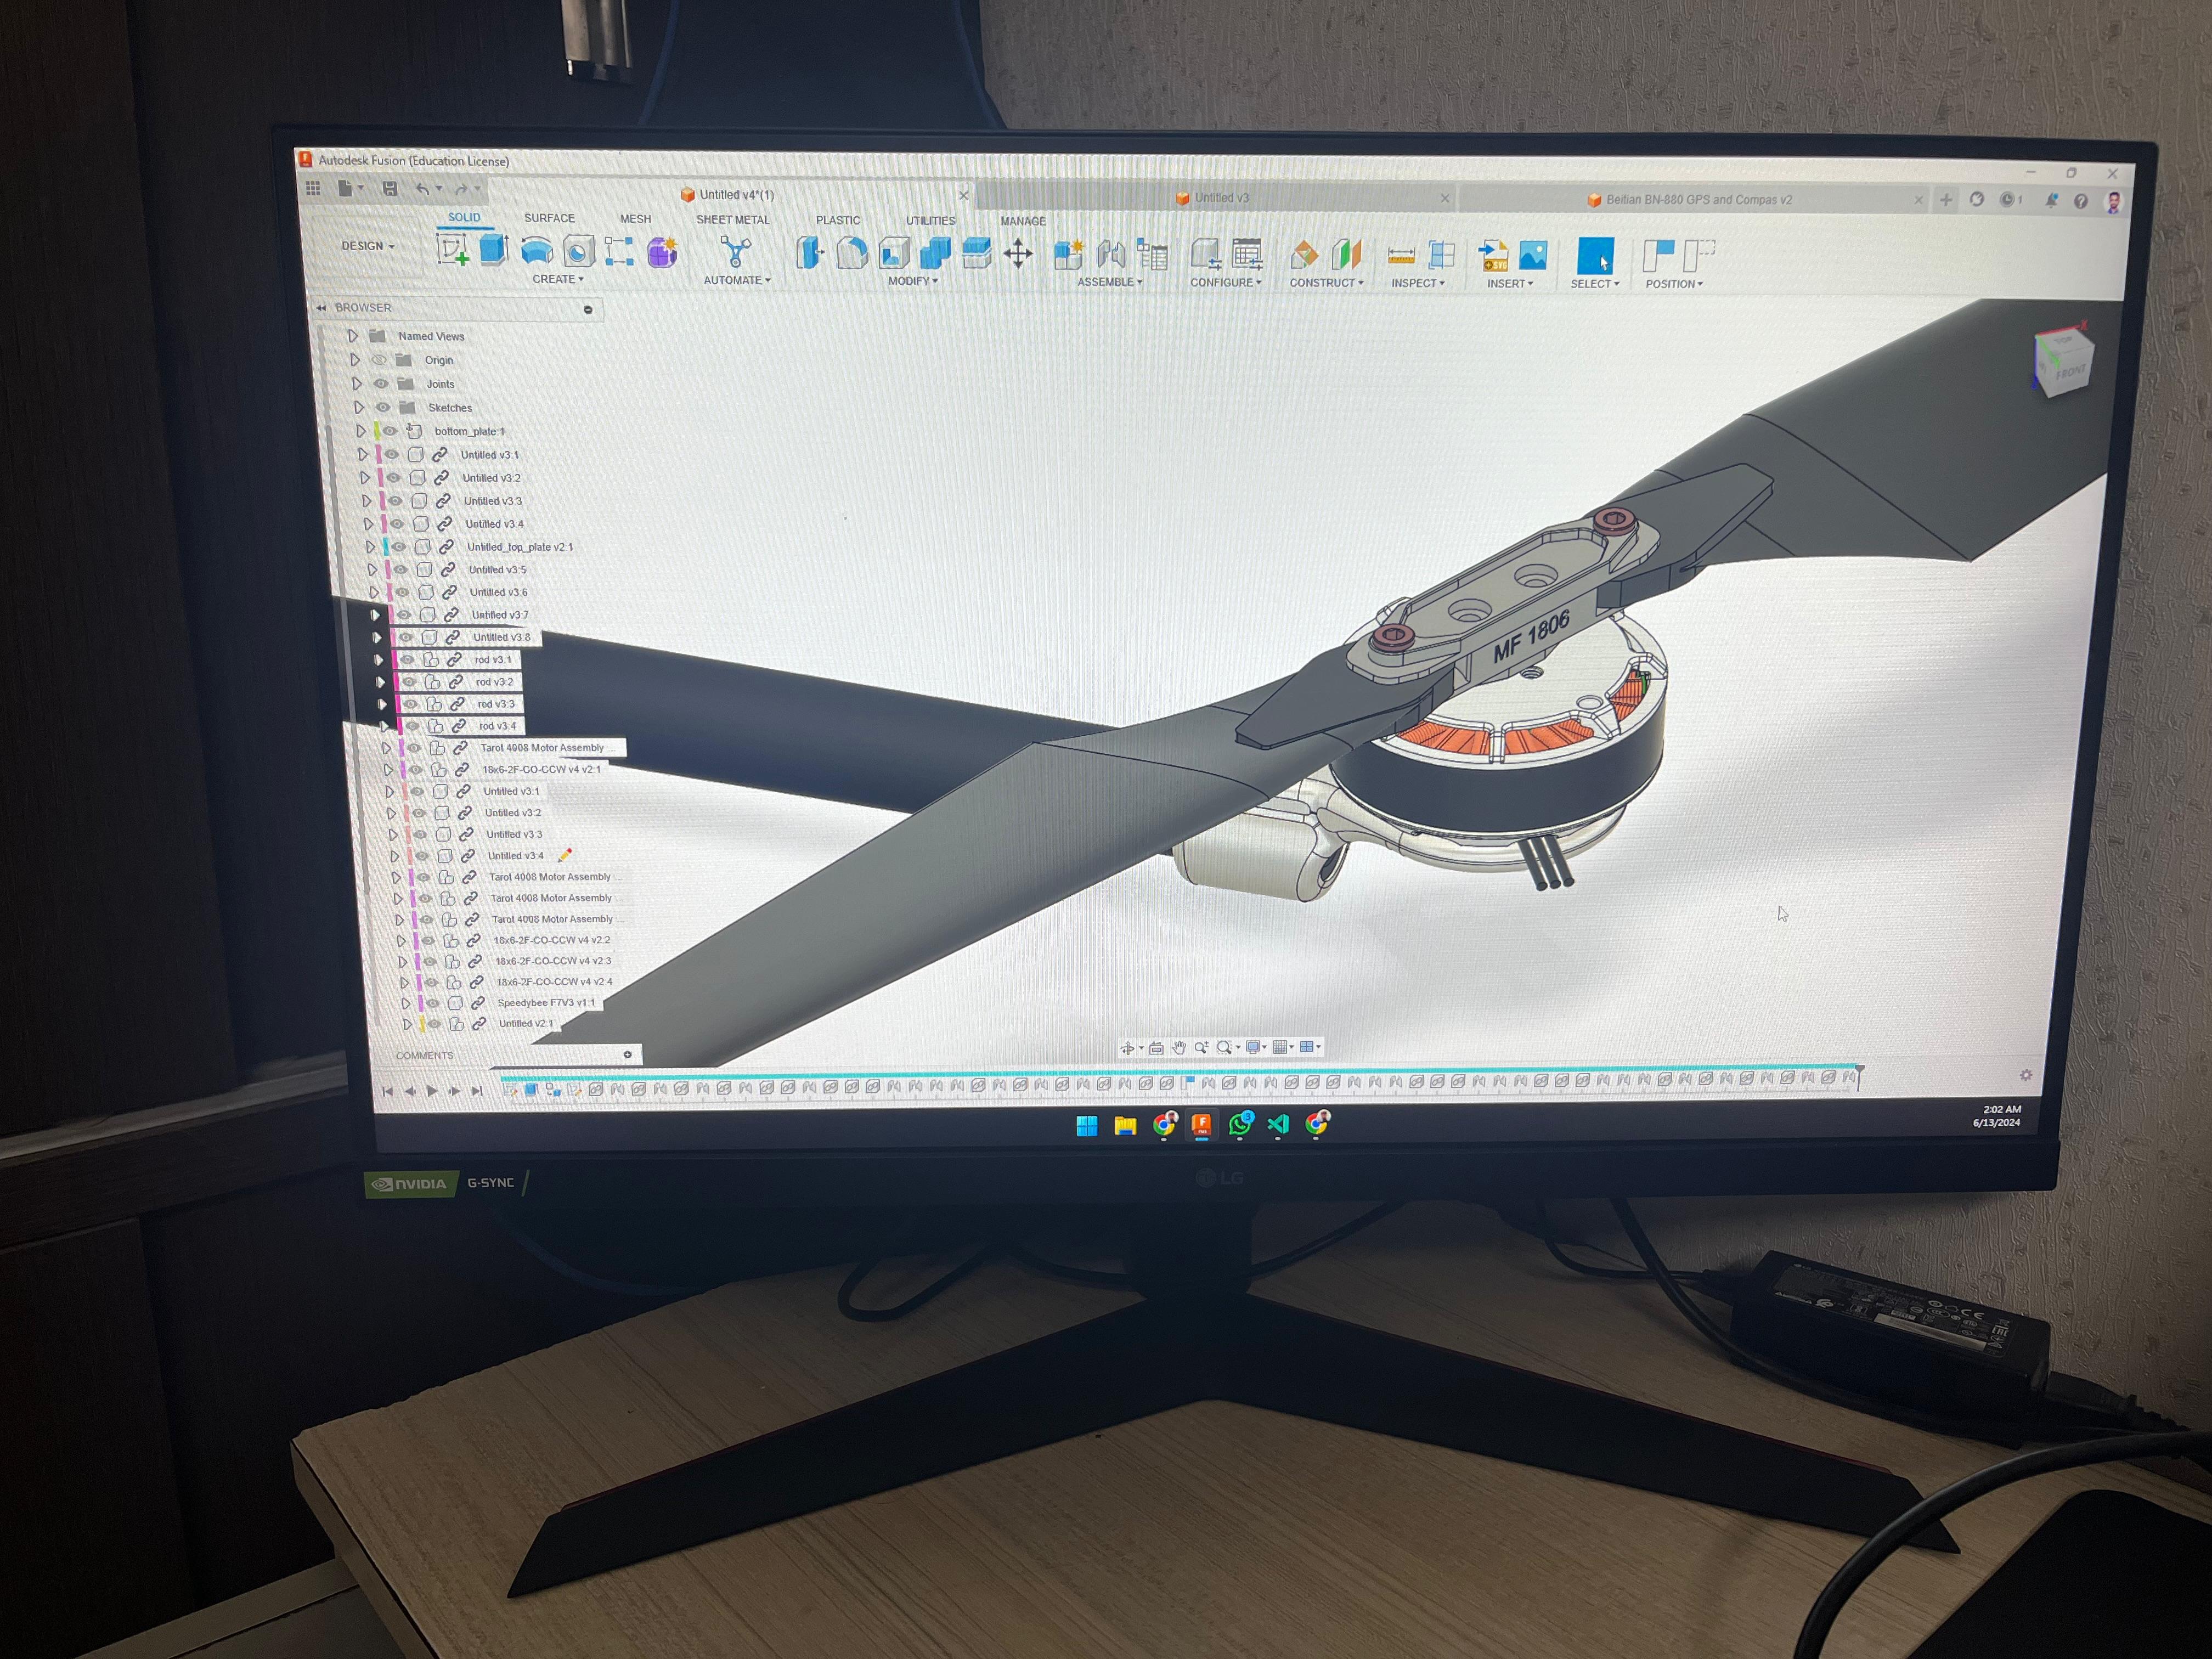 Autodesk Fusion (Education License)
Untitled v4*(1)
Untitled v3
Beitian BN-880 GPS and Compas v2
1
DESIGN
SOLID
SURFACE
MESH
SHEET METAL
PLASTIC
UTILITIES
MANAGE
CREATE
AUTOMATE
MODIFY
ASSEMBLE
CONFIGURE
CONSTRUCT
INSPECT
INSERT
SELECT
POSITION
BROWSER
Named Views
Origin
Joints
Sketches
bottom_plate:1
Untitled v3:1
Untitled v3:2
Untitled v3:3
Untitled v3:4
Untitled_top_plate v2:1
Untitled v3:5
Untitled v3:6
Untitled v3:7
Untitled v3:8
rod v3:1
rod v3:2
rod v3:3
rod v3:4
Tarot 4008 Motor Assembly ...
18x6-2F-CO-CCW v4 v2:1
Untitled v3:1
Untitled v3:2
Untitled v3:3
Untitled v3:4
Tarot 4008 Motor Assembly ...
Tarot 4008 Motor Assembly
Tarot 4008 Motor Assembly ...
18x6-2F-CO-CCW v4 v2:2
18x6-2F-CO-CCW v4 v2:3
18x6-2F-CO-CCW v4 v2:4
Speedybee F7V3 v1:1
Untitled v2:1
COMMENTS
MF 1806
FRONT
X
3
2:02 AM
6/13/2024
NVIDIA
G-SYNC
LG